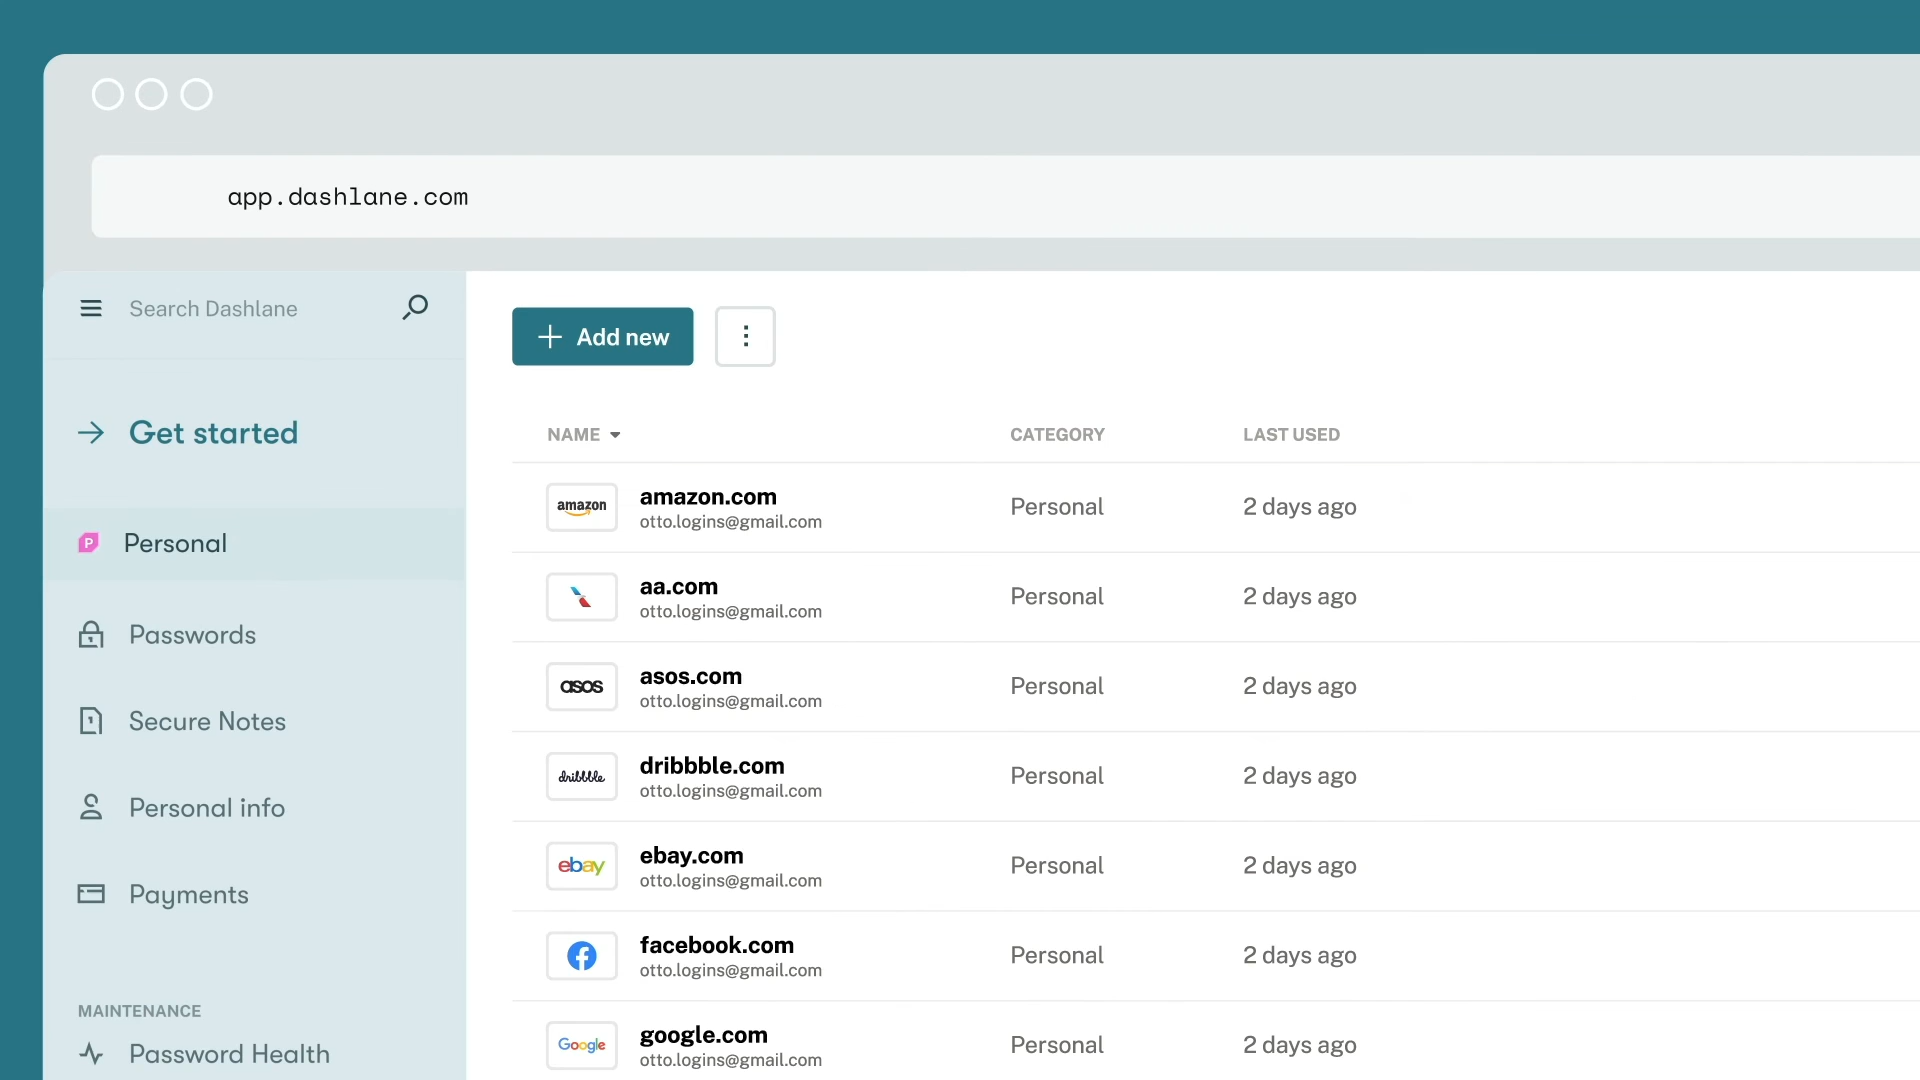 app.dashlane.com
Search Dashlane
Get started
P Personal
Passwords
Secure Notes
Personal info
Payments
MAINTENANCE
Password Health
Add new
NAME CATEGORY LAST USED
amazon amazon.com Personal 2 days ago
otto.logins@gmail.com
aa.com Personal 2 days ago
otto.logins@gmail.com
asos asos.com Personal 2 days ago
otto.logins@gmail.com
dribbble dribbble.com Personal 2 days ago
otto.logins@gmail.com
ebay ebay.com Personal 2 days ago
otto.logins@gmail.com
facebook.com Personal 2 days ago
otto.logins@gmail.com
Google google.com Personal 2 days ago
otto.logins@gmail.com